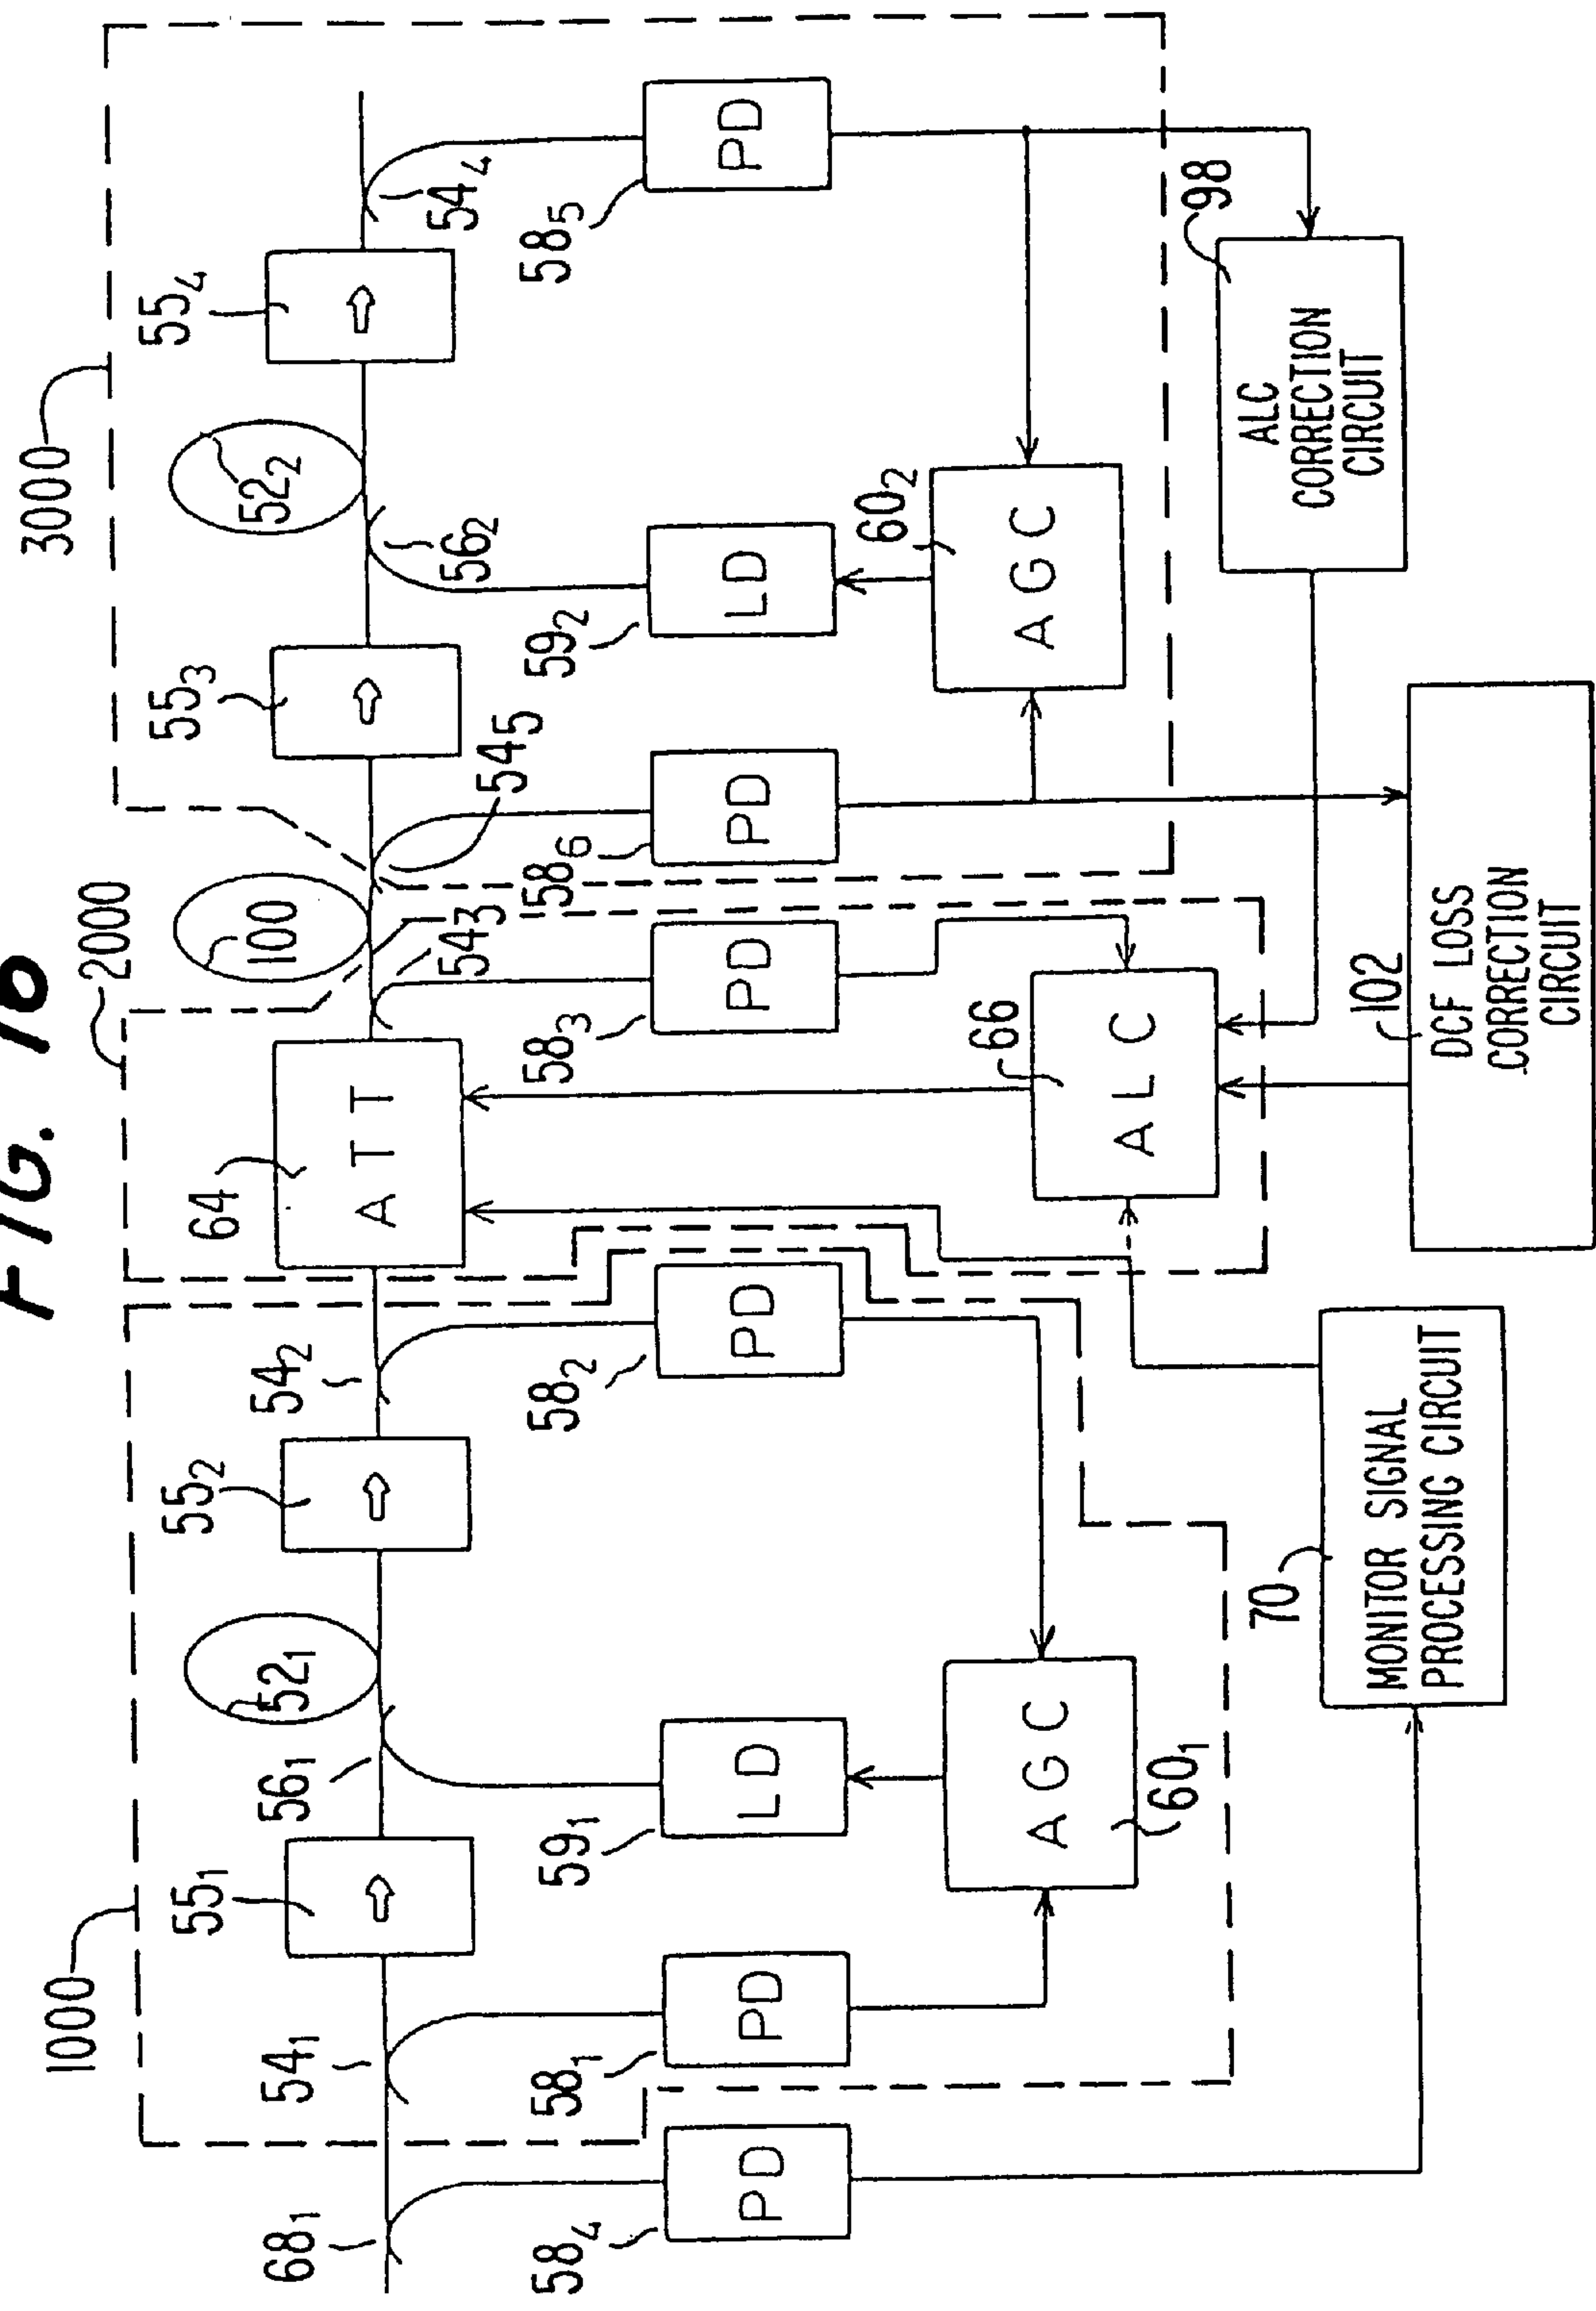 FIG. 16
1000
2000
3000
68₁
54₁
55₁
56₁
52₁
55₂
54₂
64
ATT
54₃
100
54₅
55₃
56₂
52₂
55₄
54₄
58₄
PD
58₁
PD
59₁
LD
58₂
PD
58₃
PD
58₆
PD
59₂
LD
58₅
PD
AGC
60₁
66
ALC
AGC
60₂
70
MONITOR SIGNAL
PROCESSING CIRCUIT
102
DCF LOSS
CORRECTION
CIRCUIT
98
ALC
CORRECTION
CIRCUIT